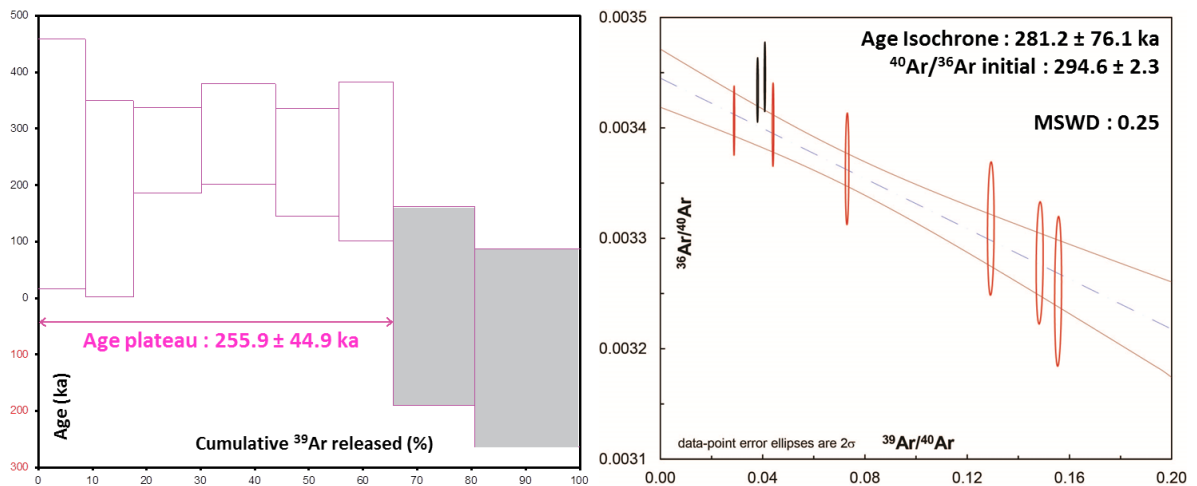 500
400
300
200
100
0
100
200
300
Age (ka)
Age plateau : 255.9 ± 44.9 ka
Cumulative ³⁹Ar released (%)
0 10 20 30 40 50 60 70 80 90 100
0.0035
0.0034
0.0033
0.0032
0.0031
³⁶Ar/⁴⁰Ar
Age Isochrone : 281.2 ± 76.1 ka
⁴⁰Ar/³⁶Ar initial : 294.6 ± 2.3
MSWD : 0.25
data-point error ellipses are 2σ
³⁹Ar/⁴⁰Ar
0.00 0.04 0.08 0.12 0.16 0.20